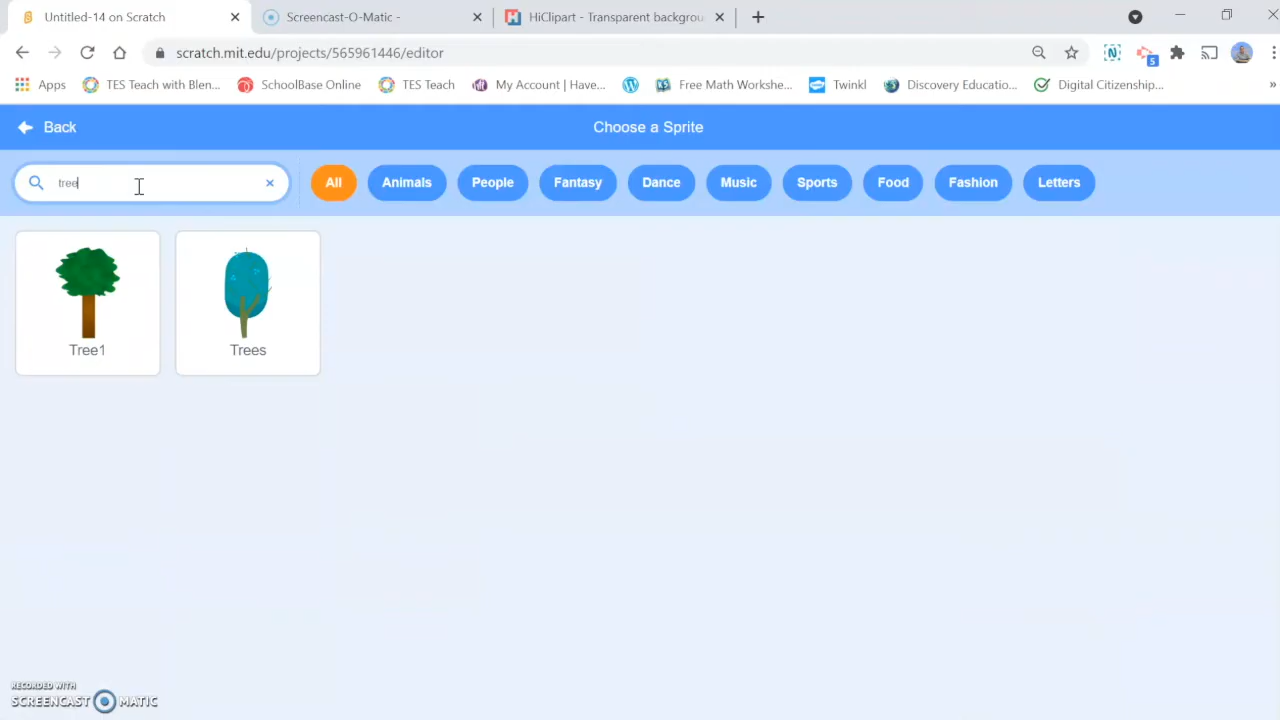 Untitled-14 on Scratch
Screencast-O-Matic -
HiClipart - Transparent backgrou
scratch.mit.edu/projects/565961446/editor
5
Apps
TES Teach with Blen...
SchoolBase Online
TES Teach
My Account | Have...
Free Math Workshe...
Twinkl
Discovery Educatio...
Digital Citizenship...
»
Back
Choose a Sprite
tree
All
Animals
People
Fantasy
Dance
Music
Sports
Food
Fashion
Letters
Tree1
Trees
RECORDED WITH
SCREENCAST MATIC